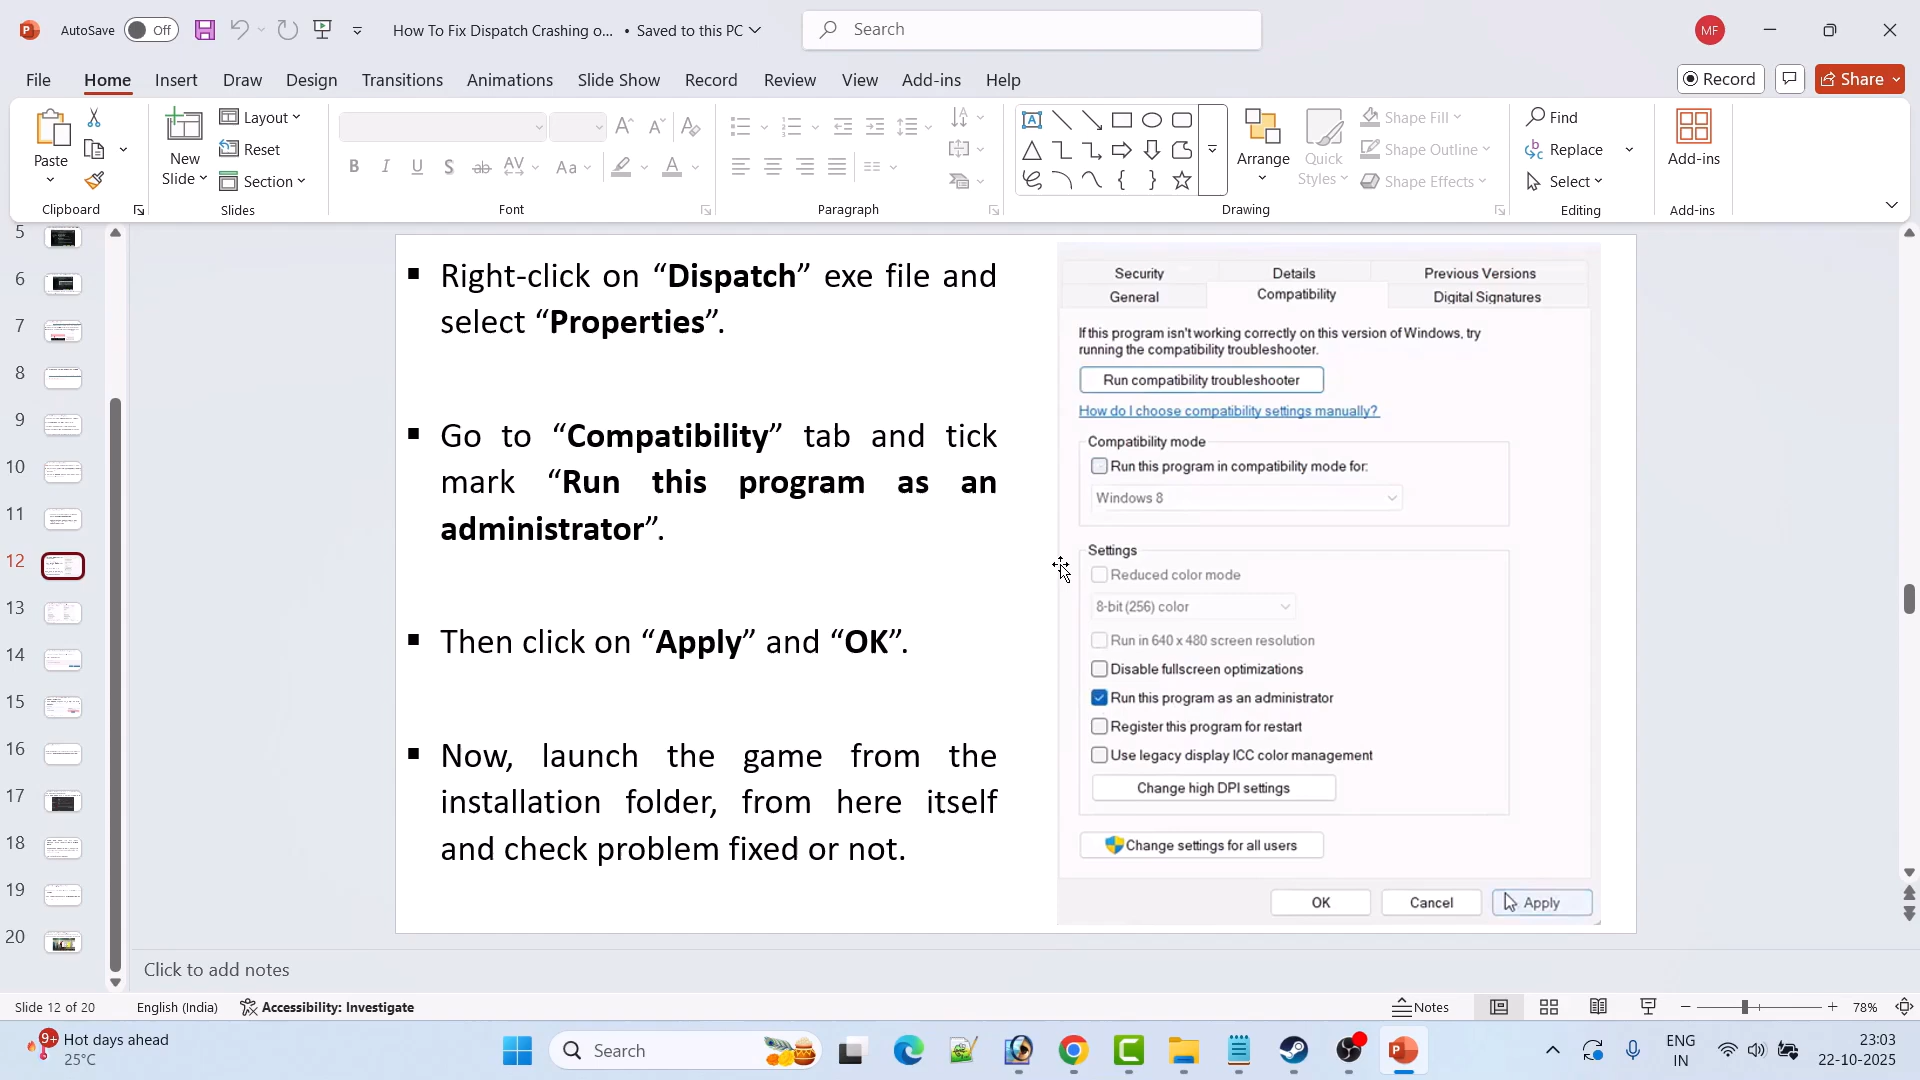 AutoSave Off How To Fix Dispatch Crashing o... • Saved to this PC Search MF
File Home Insert Draw Design Transitions Animations Slide Show Record Review View Add-ins Help Record Share
Paste
New Slide
Layout
Reset
Section
Find
Replace
Select
Arrange
Quick Styles
Shape Fill
Shape Outline
Shape Effects
Add-ins
Clipboard Slides Font Paragraph Drawing Editing Add-ins
5
6
7
8
9
10
11
12
13
14
15
16
17
18
19
20
▪ Right-click on “Dispatch” exe file and
select “Properties”.
▪ Go to “Compatibility” tab and tick
mark “Run this program as an
administrator”.
▪ Then click on “Apply” and “OK”.
▪ Now, launch the game from the
installation folder, from here itself
and check problem fixed or not.
Security Details Previous Versions
General Compatibility Digital Signatures
If this program isn't working correctly on this version of Windows, try
running the compatibility troubleshooter.
Run compatibility troubleshooter
How do I choose compatibility settings manually?
Compatibility mode
Run this program in compatibility mode for:
Windows 8
Settings
Reduced color mode
8-bit (256) color
Run in 640 x 480 screen resolution
Disable fullscreen optimizations
Run this program as an administrator
Register this program for restart
Use legacy display ICC color management
Change high DPI settings
Change settings for all users
OK Cancel Apply
Click to add notes
Slide 12 of 20 English (India) Accessibility: Investigate Notes 78%
9+ Hot days ahead
25°C
Search
ENG
IN
23:03
22-10-2025